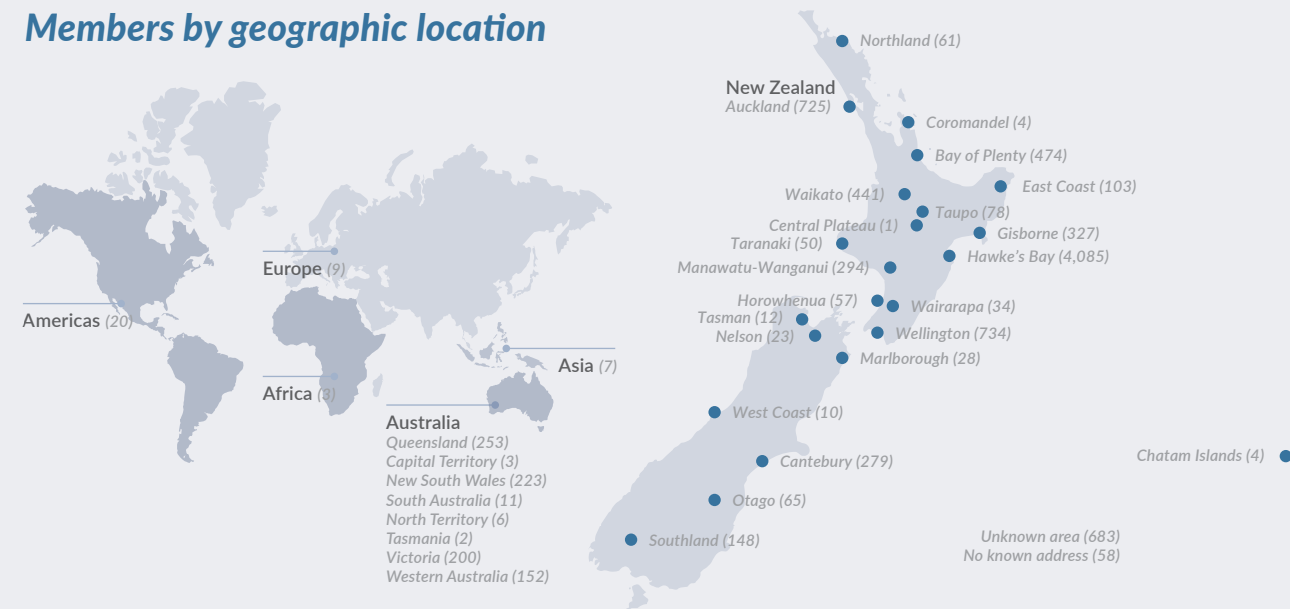 Members by geographic location
Americas (20)
Europe (9)
Africa (3)
Asia (7)
Australia
Queensland (253)
Capital Territory (3)
New South Wales (223)
South Australia (11)
North Territory (6)
Tasmania (2)
Victoria (200)
Western Australia (152)
Northland (61)
New Zealand
Auckland (725)
Coromandel (4)
Bay of Plenty (474)
East Coast (103)
Waikato (441)
Taupo (78)
Central Plateau (1)
Gisborne (327)
Taranaki (50)
Hawke's Bay (4,085)
Manawatu-Wanganui (294)
Horowhenua (57)
Wairarapa (34)
Tasman (12)
Nelson (23)
Wellington (734)
Marlborough (28)
West Coast (10)
Cantebury (279)
Chatam Islands (4)
Otago (65)
Southland (148)
Unknown area (683)
No known address (58)